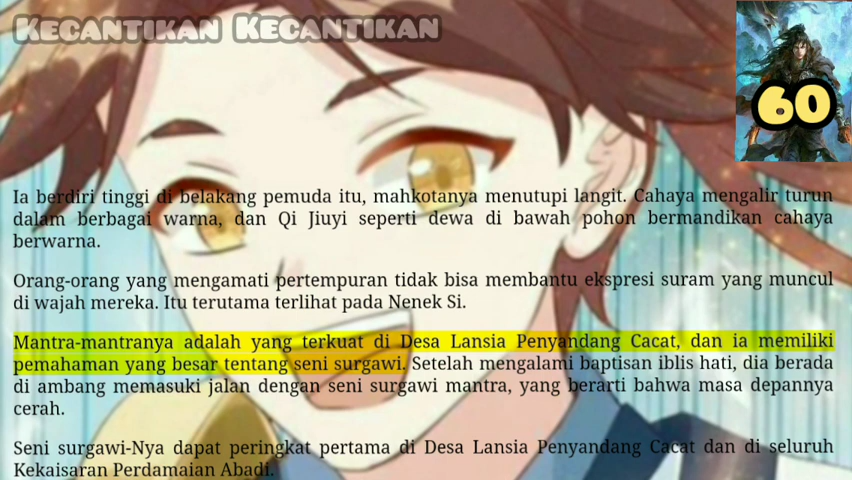 Kecantikan Kecantikan
60
Ia berdiri tinggi di belakang pemuda itu, mahkotanya menutupi langit. Cahaya mengalir turun
dalam berbagai warna, dan Qi Jiuyi seperti dewa di bawah pohon bermandikan cahaya
berwarna.
Orang-orang yang mengamati pertempuran tidak bisa membantu ekspresi suram yang muncul
di wajah mereka. Itu terutama terlihat pada Nenek Si.
Mantra-mantranya adalah yang terkuat di Desa Lansia Penyandang Cacat, dan ia memiliki
pemahaman yang besar tentang seni surgawi. Setelah mengalami baptisan iblis hati, dia berada
di ambang memasuki jalan dengan seni surgawi mantra, yang berarti bahwa masa depannya
cerah.
Seni surgawi-Nya dapat peringkat pertama di Desa Lansia Penyandang Cacat dan di seluruh
Kekaisaran Perdamaian Abadi.